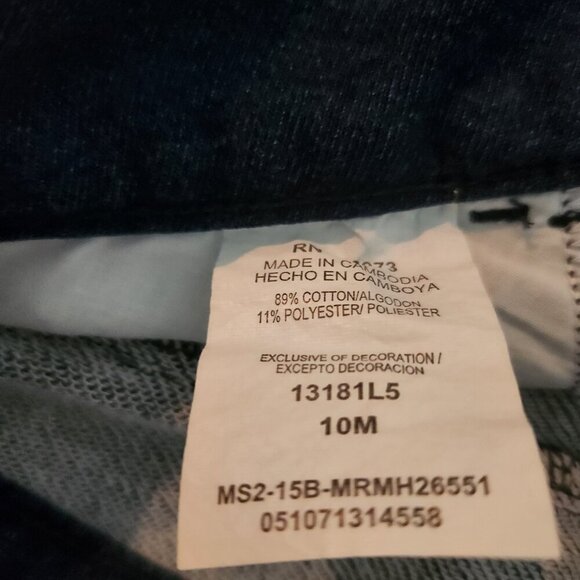 RN
MADE IN CAMBODIA
HECHO EN CAMBOYA
89% COTTON/ALGODON
11% POLYESTER/ POLIESTER
EXCLUSIVE OF DECORATION /
EXCEPTO DECORACION
13181L5
10M
MS2-15B-MRMH26551
051071314558